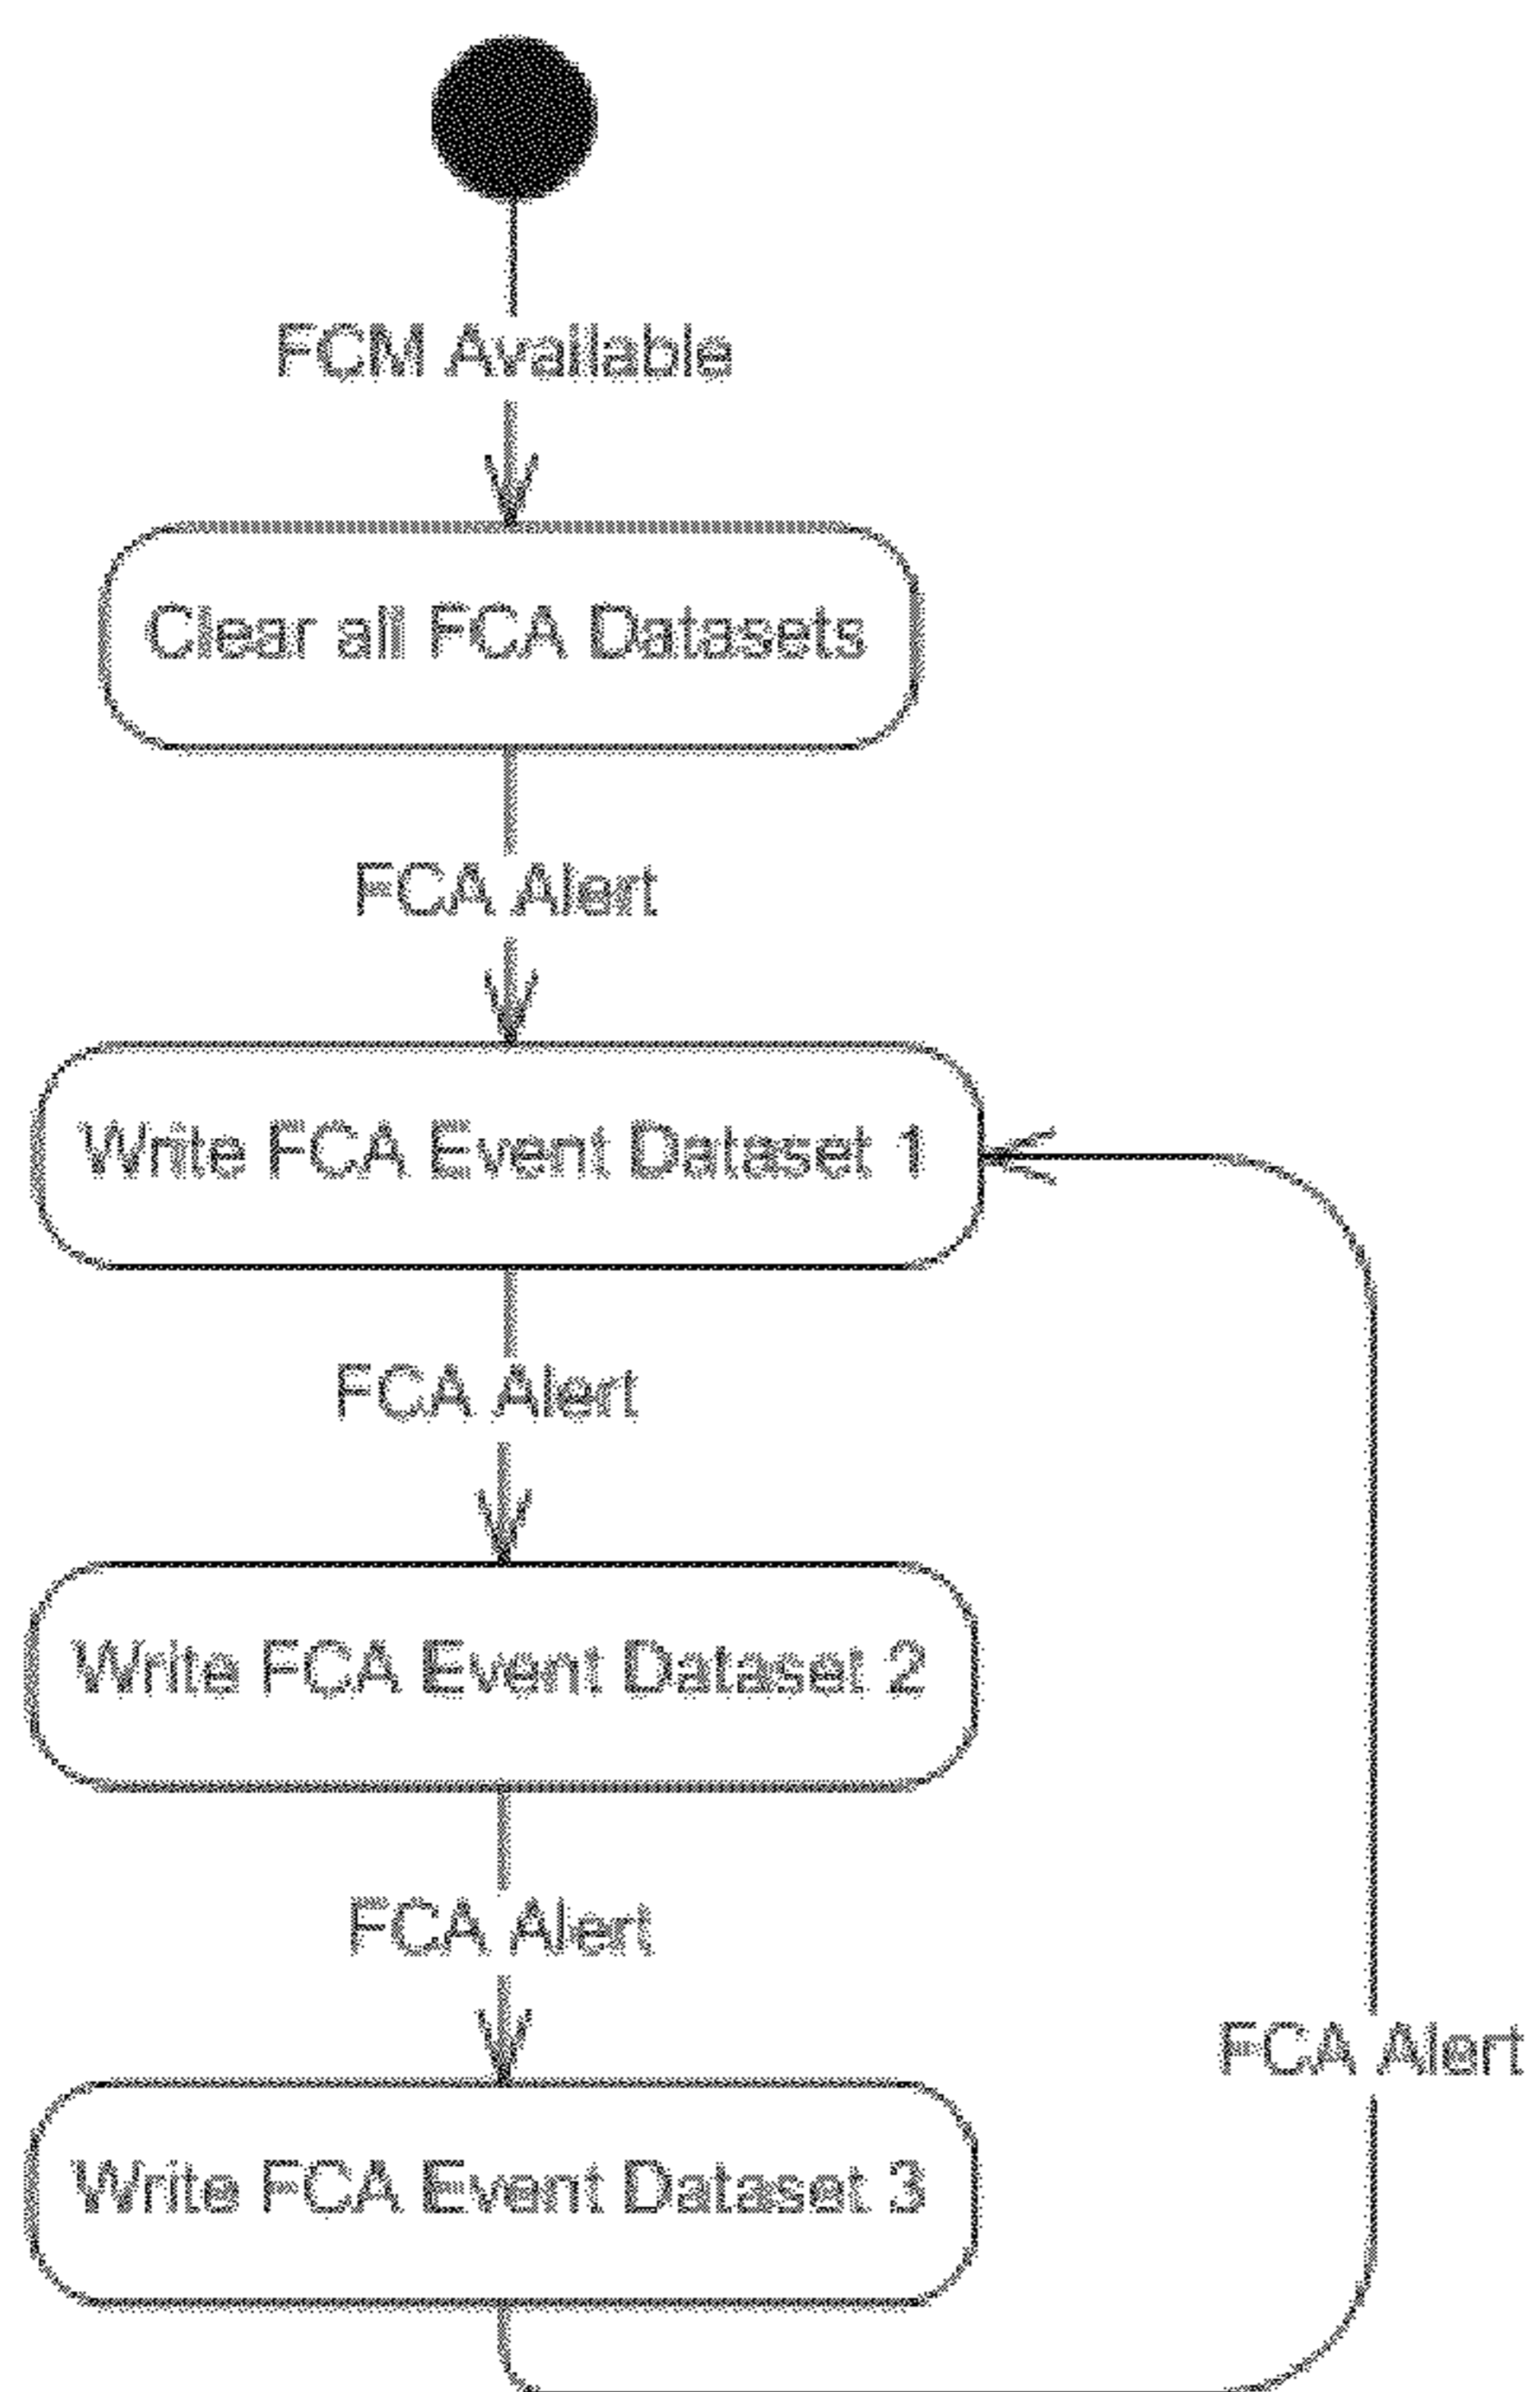 FCM Available
Clear all FCA Datasets
FCA Alert
Write FCA Event Dataset 1
FCA Alert
Write FCA Event Dataset 2
FCA Alert
FCA Alert
Write FCA Event Dataset 3